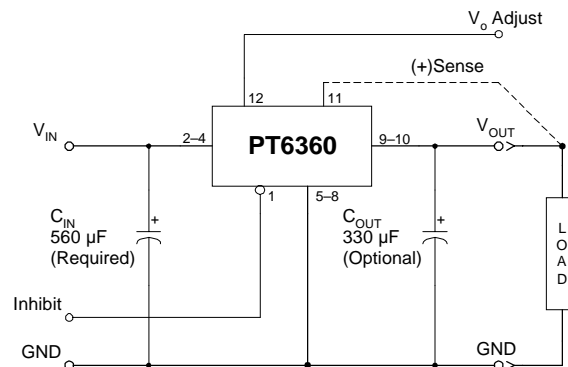 Vo Adjust
(+)Sense
12
11
VIN
2–4
PT6360
9–10
VOUT
1
5–8
CIN
560 µF
(Required)
+
COUT
330 µF
(Optional)
+
LOAD
Inhibit
GND
GND